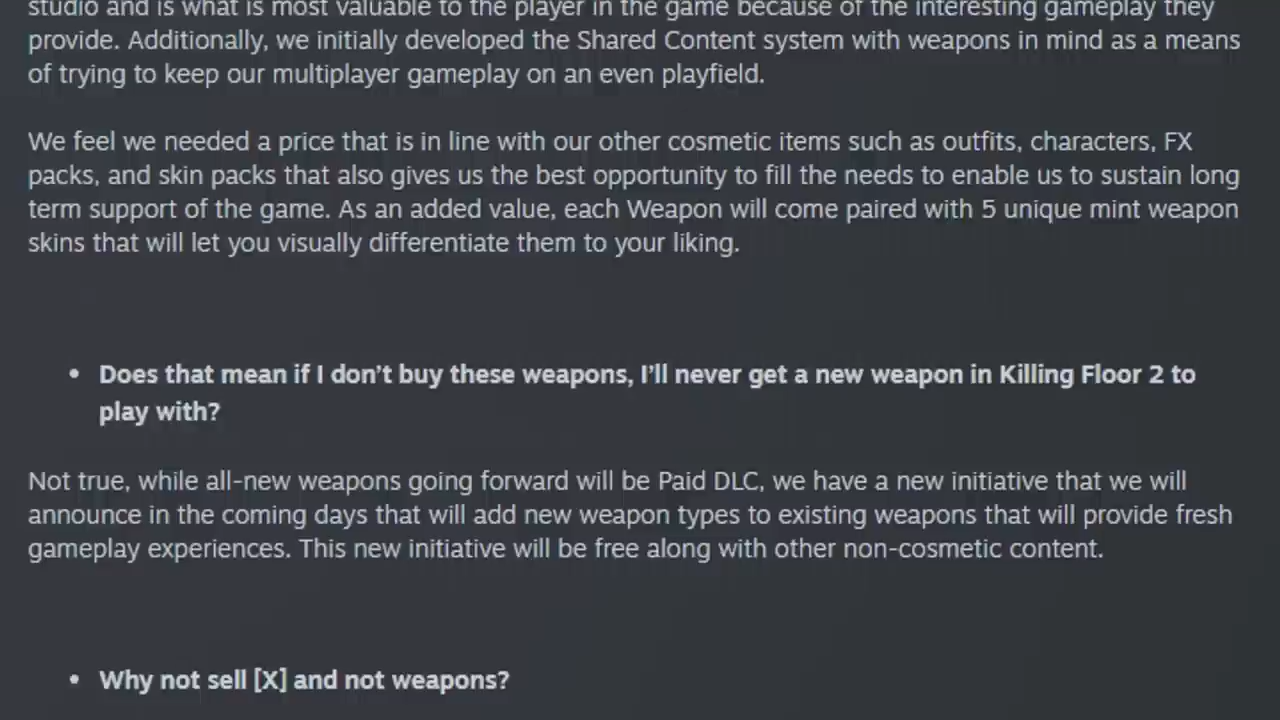 studio and is what is most valuable to the player in the game because of the interesting gameplay they
provide. Additionally, we initially developed the Shared Content system with weapons in mind as a means
of trying to keep our multiplayer gameplay on an even playfield.
We feel we needed a price that is in line with our other cosmetic items such as outfits, characters, FX
packs, and skin packs that also gives us the best opportunity to fill the needs to enable us to sustain long
term support of the game. As an added value, each Weapon will come paired with 5 unique mint weapon
skins that will let you visually differentiate them to your liking.
• Does that mean if I don’t buy these weapons, I’ll never get a new weapon in Killing Floor 2 to
play with?
Not true, while all-new weapons going forward will be Paid DLC, we have a new initiative that we will
announce in the coming days that will add new weapon types to existing weapons that will provide fresh
gameplay experiences. This new initiative will be free along with other non-cosmetic content.
• Why not sell [X] and not weapons?